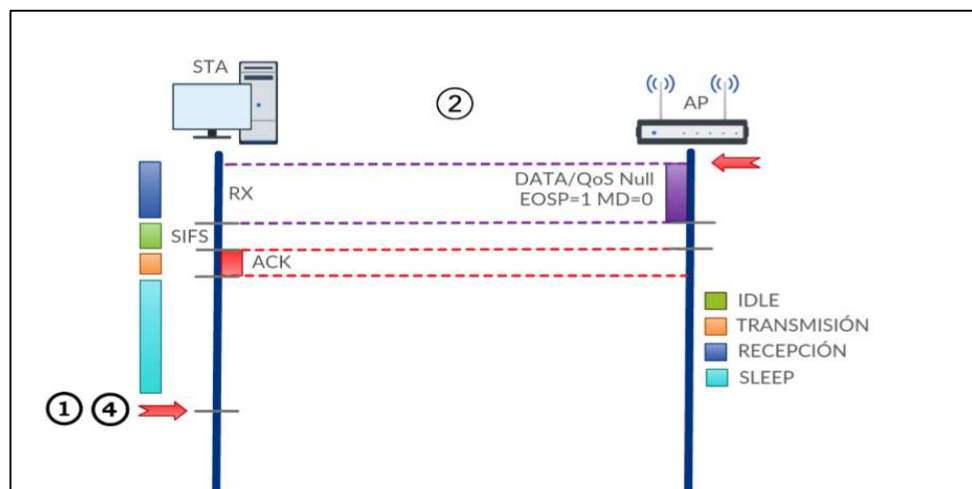 STA
②
AP
RX
DATA/QoS Null
EOSP=1 MD=0
SIFS
ACK
IDLE
TRANSMISIÓN
RECEPCIÓN
SLEEP
① ④